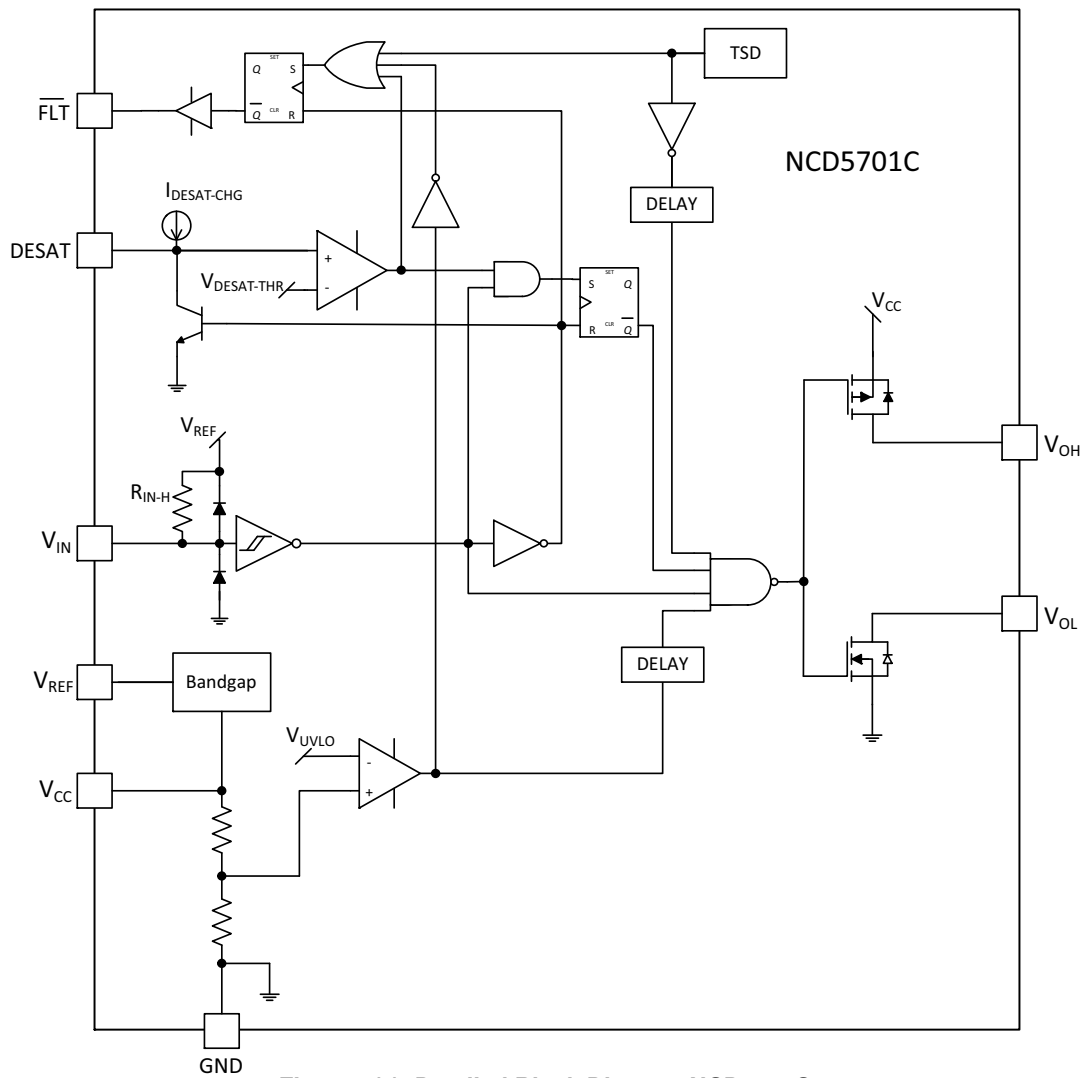 TSD
Q SET S
FLT
Q CLR R
NCD5701C
IDESAT-CHG
DELAY
DESAT
+
-
VDESAT-THR
S SET Q
R CLR Q
VCC
VREF
RIN-H
VIN
VOH
VOL
DELAY
VREF
Bandgap
VUVLO
-
+
VCC
GND